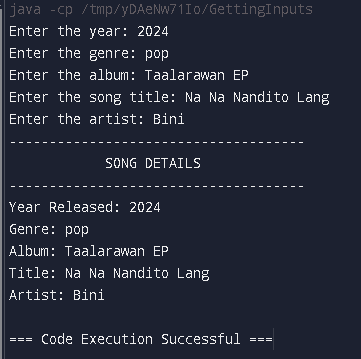 java -cp /tmp/yDAeNw71Io/GettingInputs
Enter the year: 2024
Enter the genre: pop
Enter the album: Taalarawan EP
Enter the song title: Na Na Nandito Lang
Enter the artist: Bini
-------------------------------------
SONG DETAILS
-------------------------------------
Year Released: 2024
Genre: pop
Album: Taalarawan EP
Title: Na Na Nandito Lang
Artist: Bini
=== Code Execution Successful ===